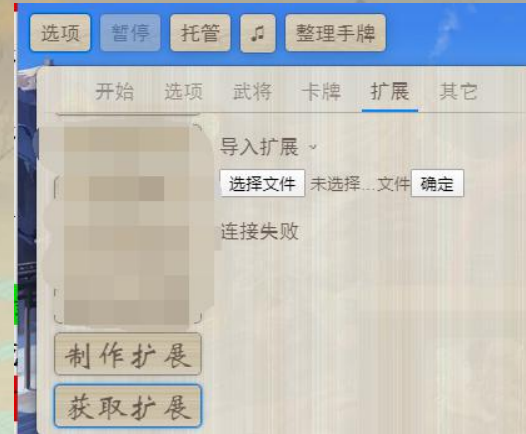 选项 暂停 托管 ♫ 整理手牌
开始 选项 武将 卡牌 扩展 其它
导入扩展
选择文件 未选择...文件 确定
连接失败
制作扩展
获取扩展